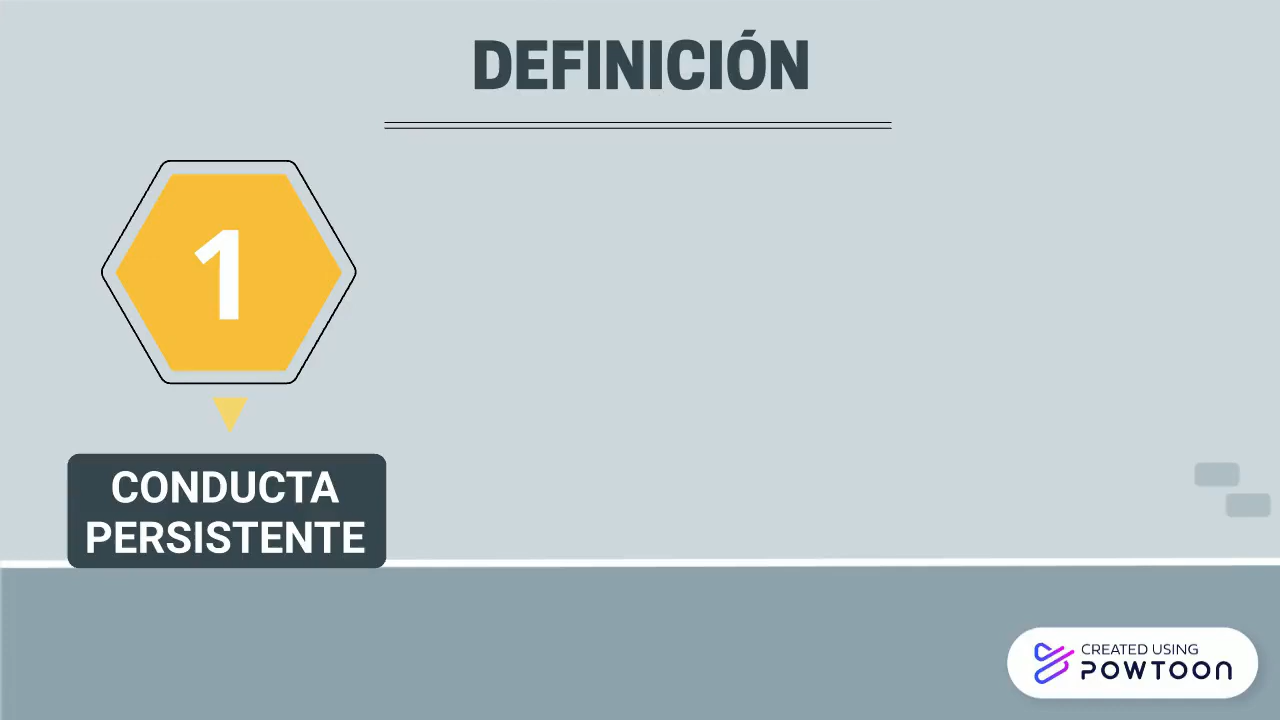 DEFINICIÓN
1
CONDUCTA
PERSISTENTE
CREATED USING
POWTOON